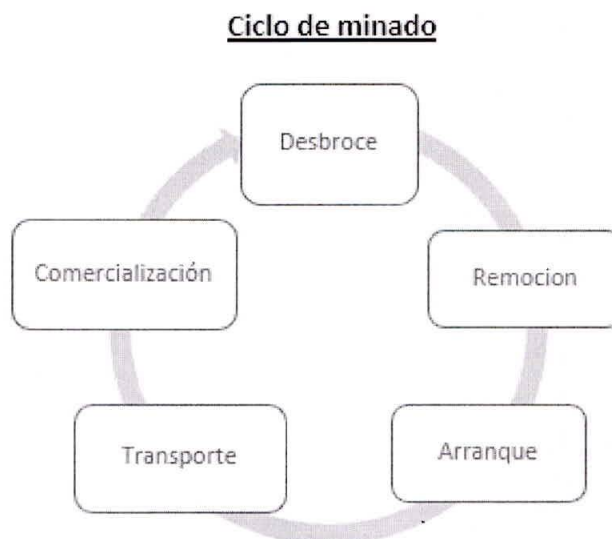 Ciclo de minado
Desbroce
Remocion
Arranque
Transporte
Comercialización